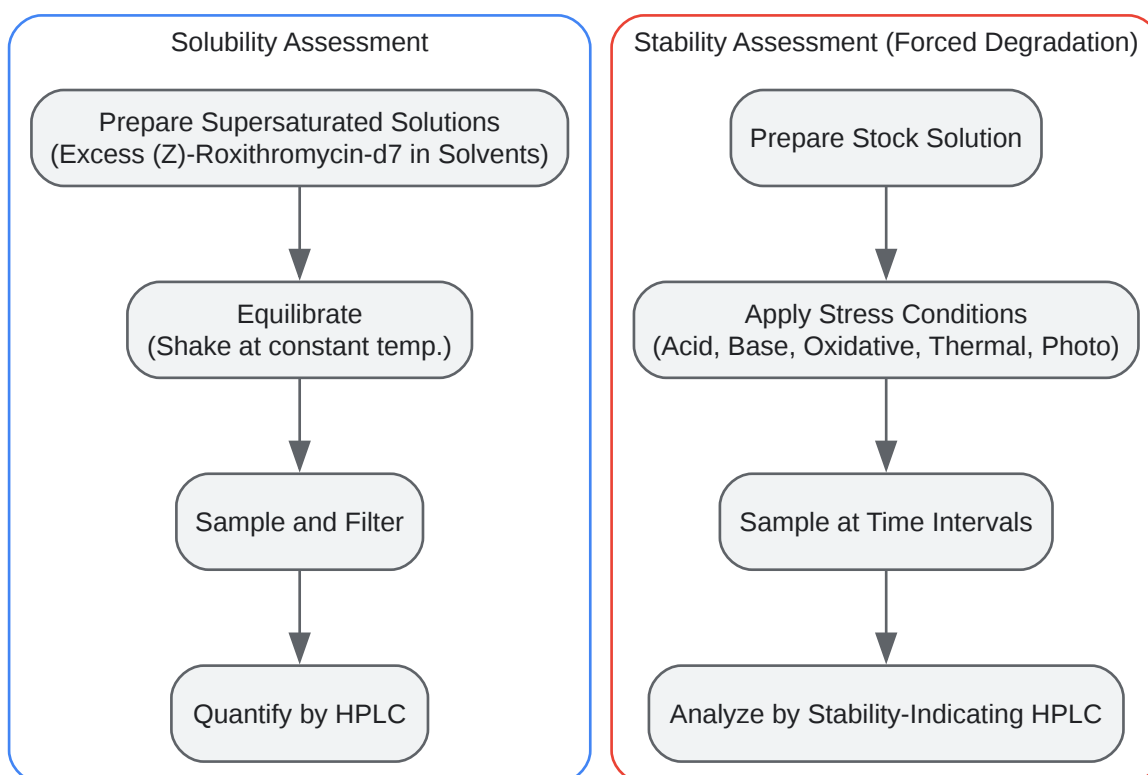 Solubility Assessment
Prepare Supersaturated Solutions
(Excess (Z)-Roxithromycin-d7 in Solvents)
Equilibrate
(Shake at constant temp.)
Sample and Filter
Quantify by HPLC
Stability Assessment (Forced Degradation)
Prepare Stock Solution
Apply Stress Conditions
(Acid, Base, Oxidative, Thermal, Photo)
Sample at Time Intervals
Analyze by Stability-Indicating HPLC